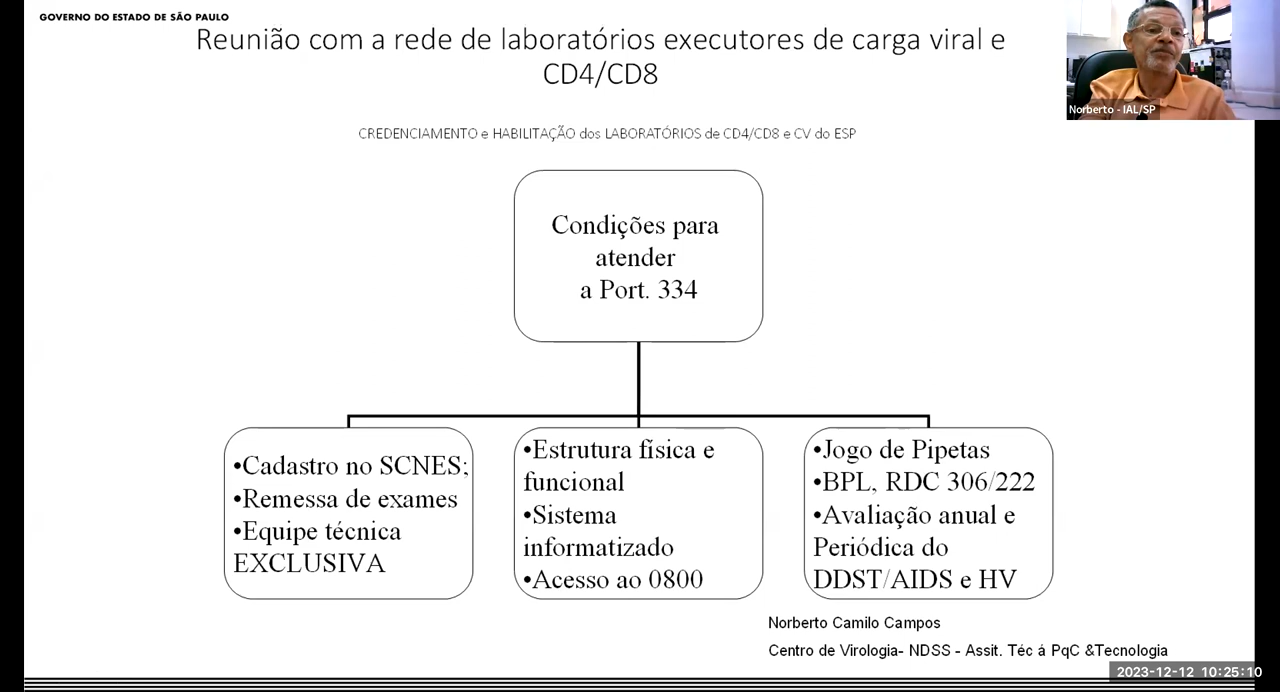 GOVERNO DO ESTADO DE SÃO PAULO
Reunião com a rede de laboratórios executores de carga viral e
CD4/CD8
CREDENCIAMENTO e HABILITAÇÃO dos LABORATÓRIOS de CD4/CD8 e CV do ESP
Norberto - IAL/SP
Condições para
atender
a Port. 334
•Cadastro no SCNES;
•Remessa de exames
•Equipe técnica
EXCLUSIVA
•Estrutura física e
funcional
•Sistema
informatizado
•Acesso ao 0800
•Jogo de Pipetas
•BPL, RDC 306/222
•Avaliação anual e
Periódica do
DDST/AIDS e HV
Norberto Camilo Campos
Centro de Virologia- NDSS - Assit. Téc á PqC &Tecnologia
2023-12-12 10:25:10